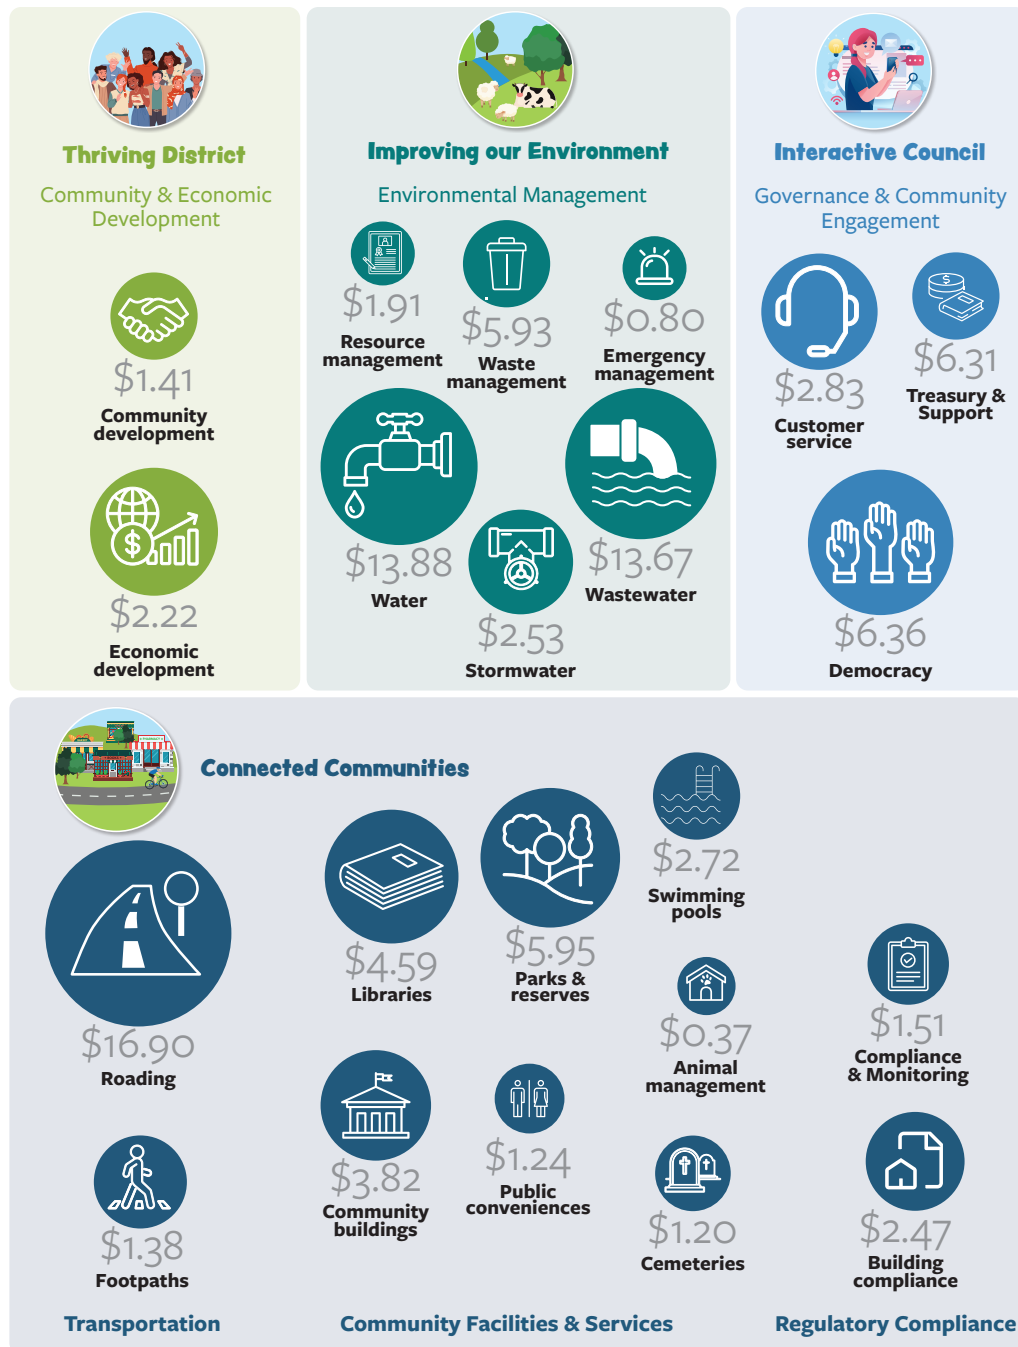 Thriving District
Community & Economic
Development
$1.41
Community
development
$2.22
Economic
development
Improving our Environment
Environmental Management
$1.91
Resource
management
$5.93
Waste
management
$0.80
Emergency
management
$13.88
Water
$2.53
Stormwater
$13.67
Wastewater
Interactive Council
Governance & Community
Engagement
$2.83
Customer
service
$6.31
Treasury &
Support
$6.36
Democracy
Connected Communities
$16.90
Roading
$1.38
Footpaths
Transportation
$4.59
Libraries
$5.95
Parks &
reserves
$2.72
Swimming
pools
$0.37
Animal
management
$3.82
Community
buildings
$1.24
Public
conveniences
$1.20
Cemeteries
Community Facilities & Services
$1.51
Compliance
& Monitoring
$2.47
Building
compliance
Regulatory Compliance